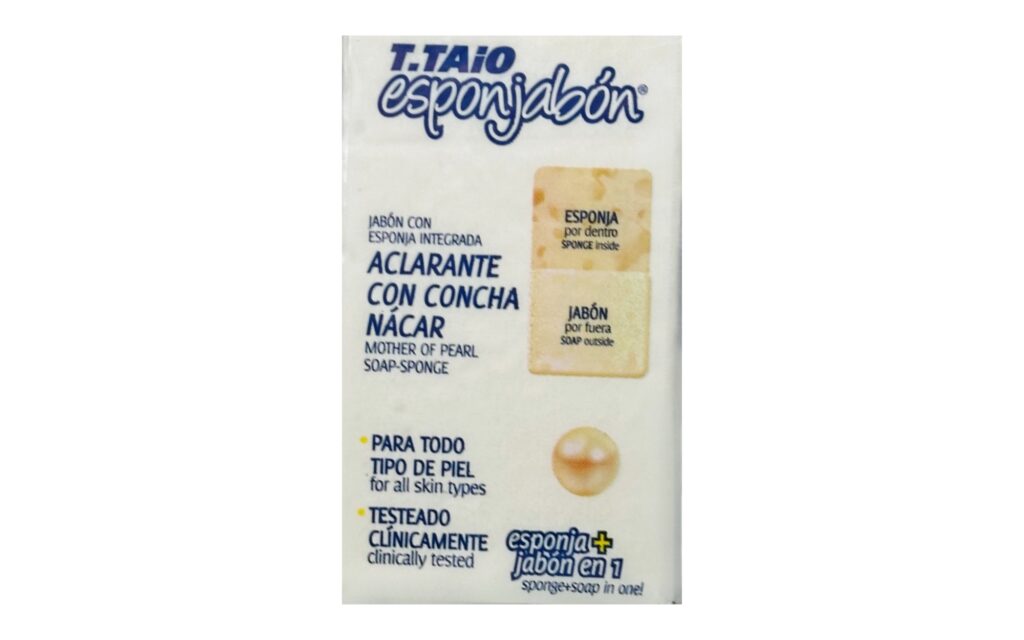 T.TAiO
esponjabón®
JABÓN CON
ESPONJA INTEGRADA
ACLARANTE
CON CONCHA
NÁCAR
MOTHER OF PEARL
SOAP-SPONGE
ESPONJA
por dentro
SPONGE inside
JABÓN
por fuera
SOAP outside
• PARA TODO
TIPO DE PIEL
for all skin types
• TESTEADO
CLÍNICAMENTE
clinically tested
esponja +
jabón en 1
sponge+soap in one!